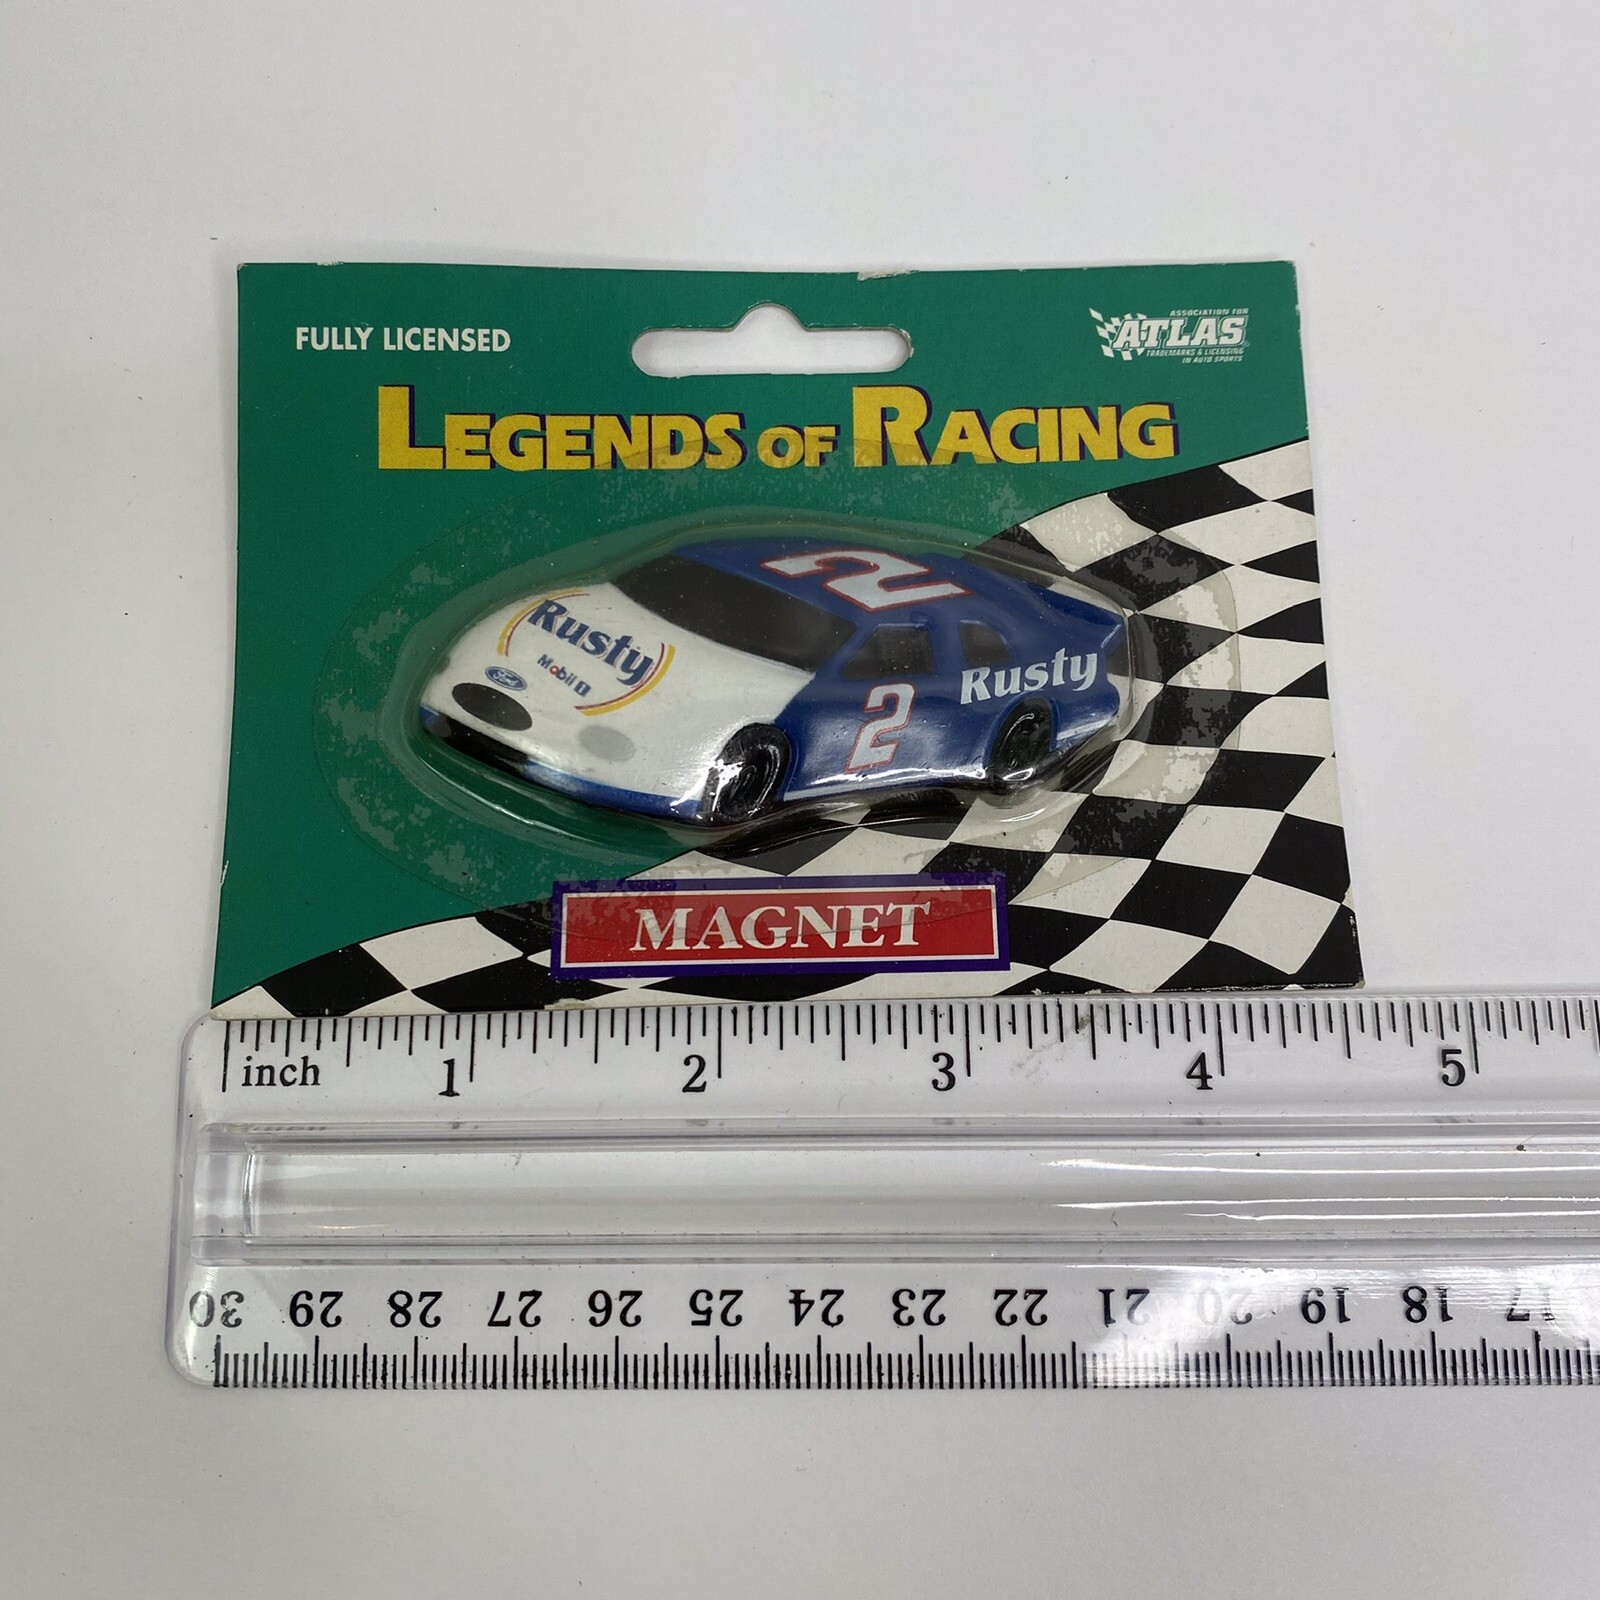 FULLY LICENSED
ASSOCIATION FOR
ATLAS
TRADEMARKS & LICENSING
IN AUTO SPORTS
LEGENDS OF RACING
2
Rusty
Mobil 1
Ford
2
Rusty
MAGNET
inch 1 2 3 4 5
30 29 28 27 26 25 24 23 22 21 20 19 18 17